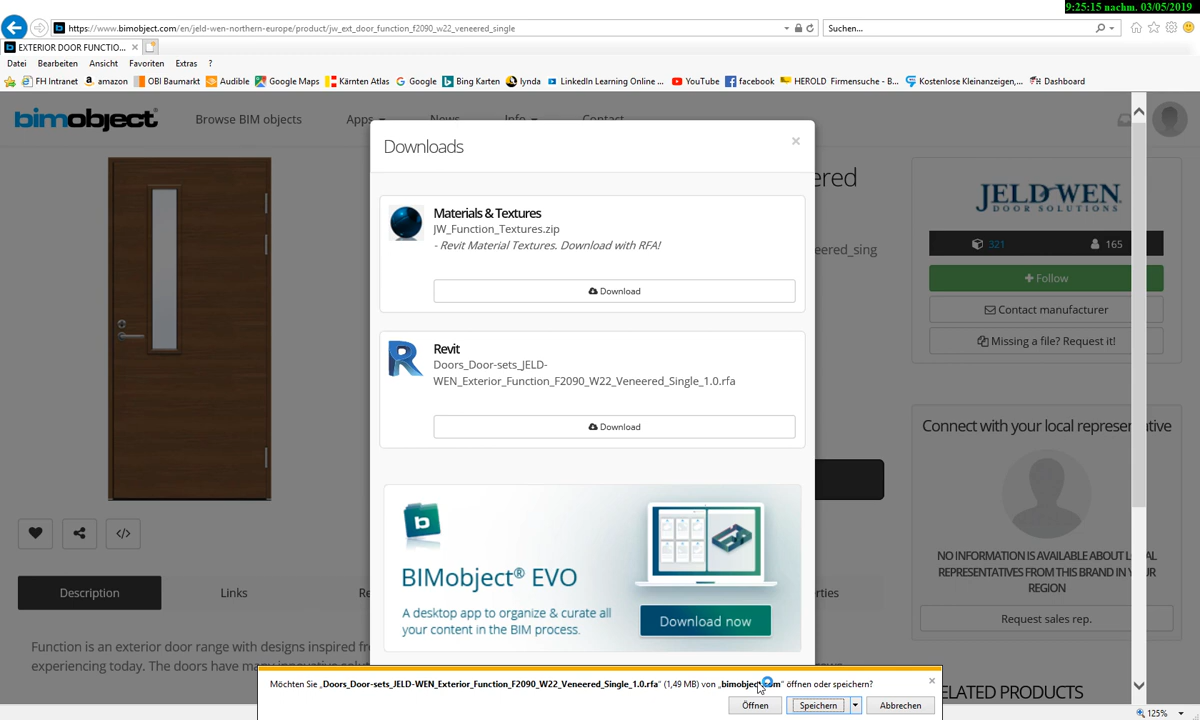 9:25:15 nachm. 03/05/2019
https://www.bimobject.com/en/jeld-wen-northern-europe/product/jw_ext_door_function_f2090_w22_veneered_single
Suchen...
EXTERIOR DOOR FUNCTIO...
Datei Bearbeiten Ansicht Favoriten Extras ?
FH Intranet amazon OBI Baumarkt Audible Google Maps Kärnten Atlas Google Bing Karten lynda LinkedIn Learning Online ... YouTube facebook HEROLD Firmensuche - B... Kostenlose Kleinanzeigen,... Dashboard
bimobject
Browse BIM objects Apps News Info Contact
Downloads
ered
eered_sing
Materials & Textures
JW_Function_Textures.zip
- Revit Material Textures. Download with RFA!
Download
Revit
Doors_Door-sets_JELD-
WEN_Exterior_Function_F2090_W22_Veneered_Single_1.0.rfa
Download
JELD-WEN
DOOR SOLUTIONS
321 165
+ Follow
Contact manufacturer
Missing a file? Request it!
Connect with your local representative
NO INFORMATION IS AVAILABLE ABOUT LOCAL
REPRESENTATIVES FROM THIS BRAND IN YOUR
REGION
Request sales rep.
b
BIMobject® EVO
A desktop app to organize & curate all
your content in the BIM process.
Download now
Description Links Re erties
Function is an exterior door range with designs inspired fr
experiencing today. The doors have many
ELATED PRODUCTS
Möchten Sie „Doors_Door-sets_JELD-WEN_Exterior_Function_F2090_W22_Veneered_Single_1.0.rfa“ (1,49 MB) von „bimobject.com“ öffnen oder speichern?
Öffnen Speichern Abbrechen
125%